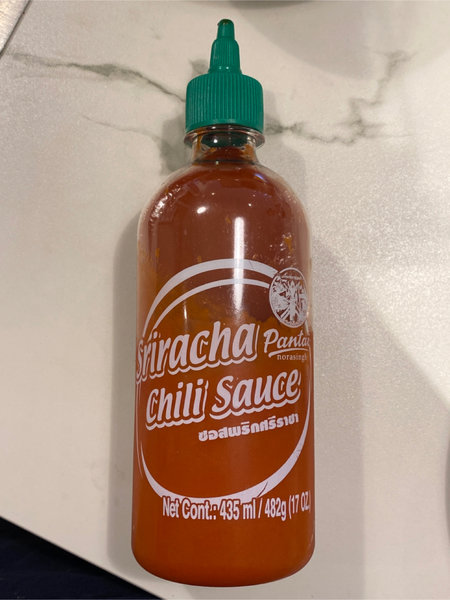 Sriracha
Panta
norasingh
Chili Sauce
ซอสพริกศรีราชา
Net Cont.: 435 ml / 482g (17 OZ.)